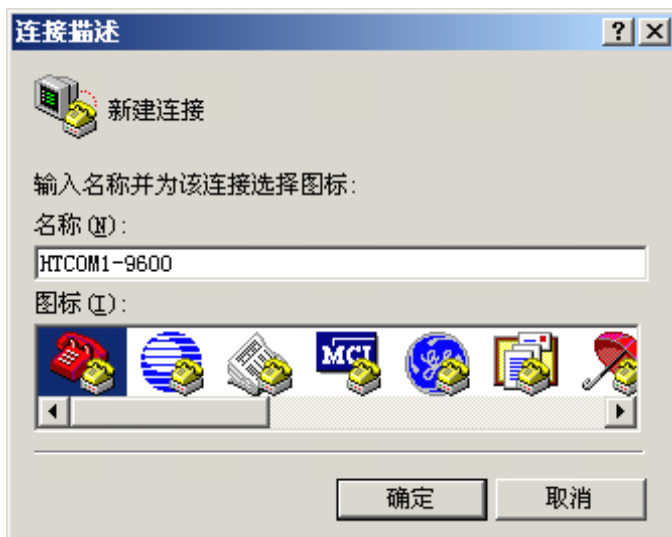 连接描述
新建连接
输入名称并为该连接选择图标:
名称(N):
HTCOM1-9600
图标(I):
MCI
确定 取消